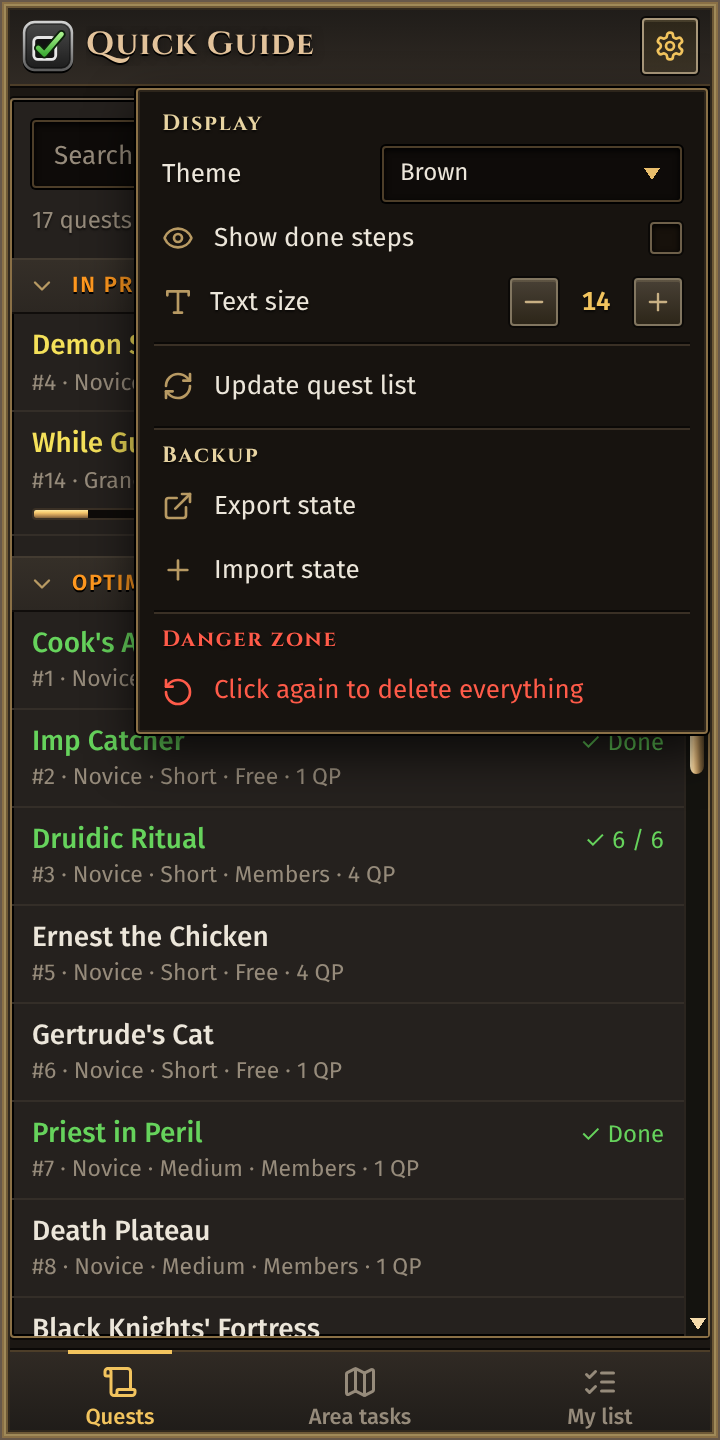 Quick Guide
Display
Theme
Brown
Show done steps
Text size
14
Update quest list
Backup
Export state
Import state
Danger zone
Click again to delete everything
Search
17 quests
IN PR
Demon S
#4 · Novic
While Gu
#14 · Gran
OPTIM
Cook's A
#1 · Novice
Imp Catcher
Done
#2 · Novice · Short · Free · 1 QP
Druidic Ritual
6 / 6
#3 · Novice · Short · Members · 4 QP
Ernest the Chicken
#5 · Novice · Short · Free · 4 QP
Gertrude's Cat
#6 · Novice · Short · Free · 1 QP
Priest in Peril
Done
#7 · Novice · Medium · Members · 1 QP
Death Plateau
#8 · Novice · Medium · Members · 1 QP
Black Knights' Fortress
Quests
Area tasks
My list